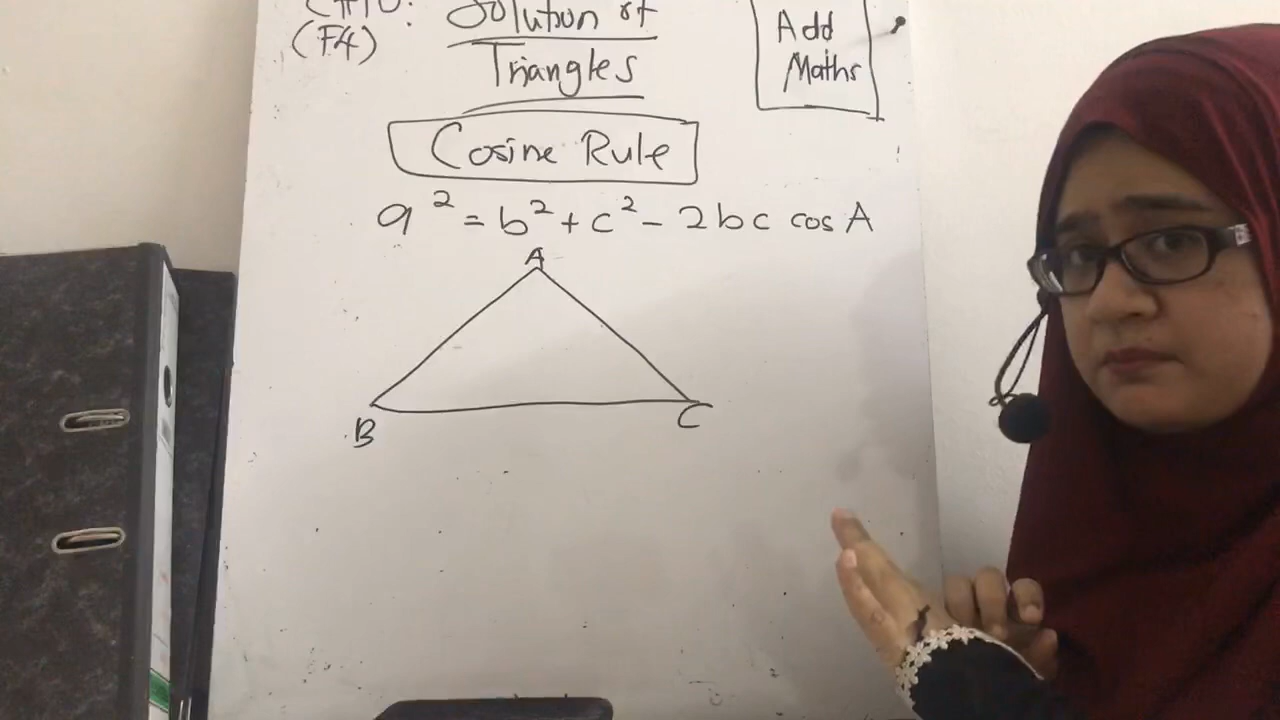 Solution of
(F4)
Triangles
Add
Maths
Cosine Rule
a² = b² + c² - 2bc cos A
A
B
C